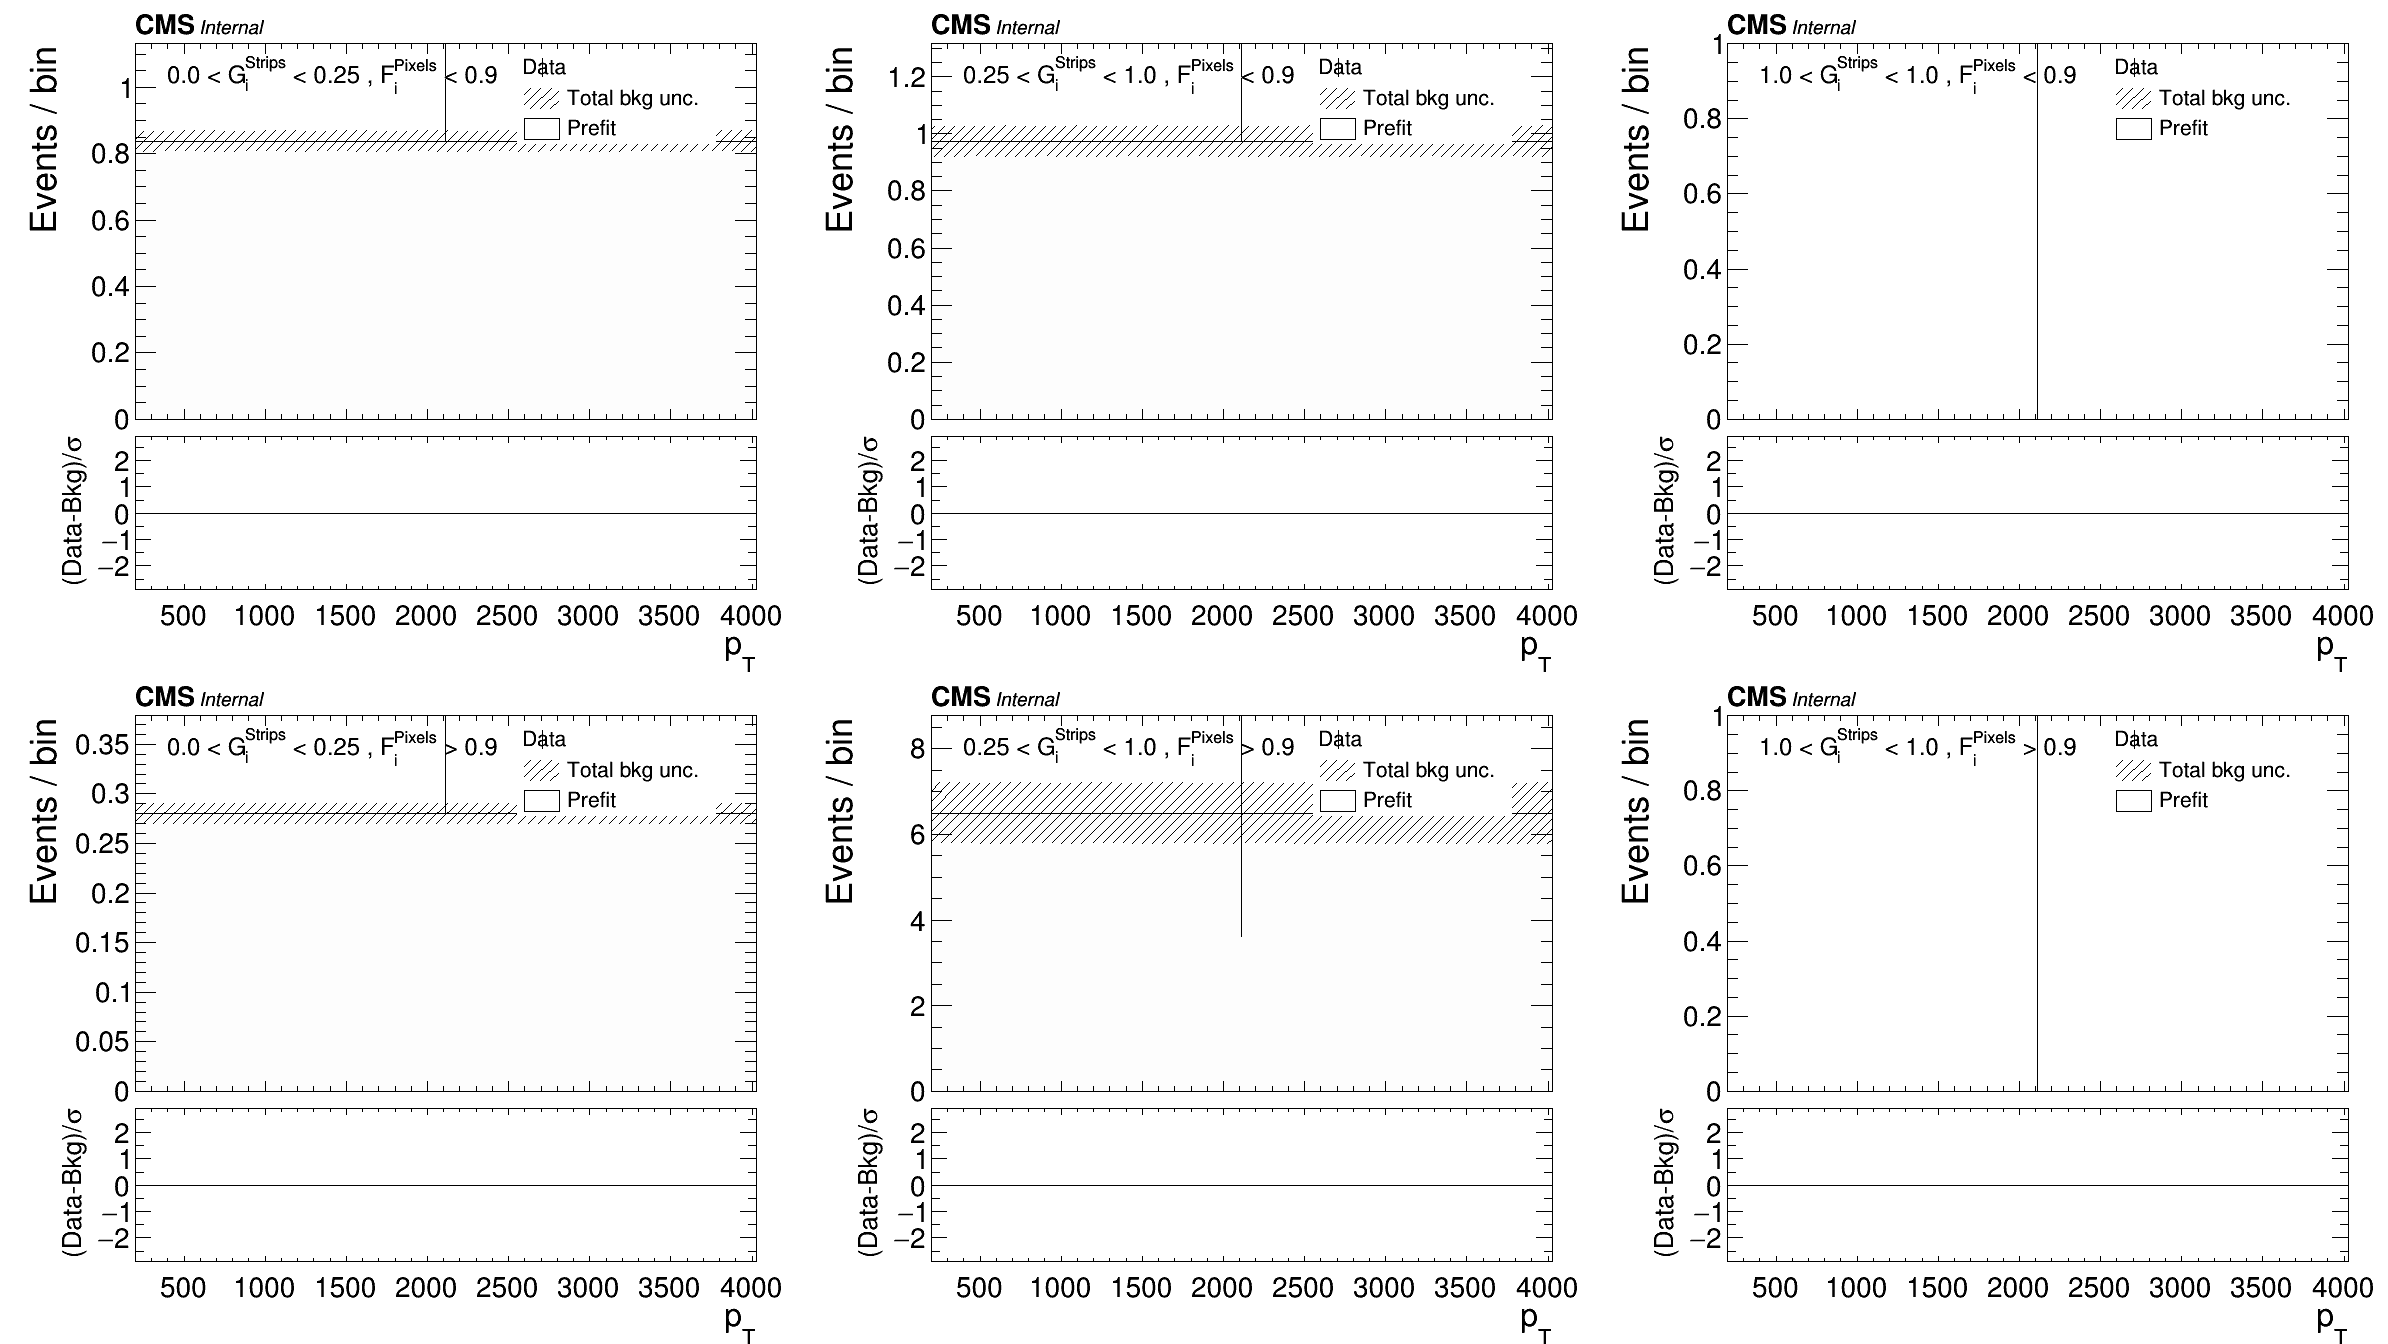 CMS Internal
Events / bin
0.0 < G_i^Strips < 0.25 , F_i^Pixels < 0.9
Data
Total bkg unc.
Prefit
1
0.8
0.6
0.4
0.2
0
(Data-Bkg)/σ
2
1
0
−1
−2
500 1000 1500 2000 2500 3000 3500 4000
p_T
CMS Internal
Events / bin
0.25 < G_i^Strips < 1.0 , F_i^Pixels < 0.9
Data
Total bkg unc.
Prefit
1.2
1
0.8
0.6
0.4
0.2
0
(Data-Bkg)/σ
2
1
0
−1
−2
500 1000 1500 2000 2500 3000 3500 4000
p_T
CMS Internal
Events / bin
1.0 < G_i^Strips < 1.0 , F_i^Pixels < 0.9
Data
Total bkg unc.
Prefit
1
0.8
0.6
0.4
0.2
0
(Data-Bkg)/σ
2
1
0
−1
−2
500 1000 1500 2000 2500 3000 3500 4000
p_T
CMS Internal
Events / bin
0.0 < G_i^Strips < 0.25 , F_i^Pixels > 0.9
Data
Total bkg unc.
Prefit
0.35
0.3
0.25
0.2
0.15
0.1
0.05
0
(Data-Bkg)/σ
2
1
0
−1
−2
500 1000 1500 2000 2500 3000 3500 4000
p_T
CMS Internal
Events / bin
0.25 < G_i^Strips < 1.0 , F_i^Pixels > 0.9
Data
Total bkg unc.
Prefit
8
6
4
2
0
(Data-Bkg)/σ
2
1
0
−1
−2
500 1000 1500 2000 2500 3000 3500 4000
p_T
CMS Internal
Events / bin
1.0 < G_i^Strips < 1.0 , F_i^Pixels > 0.9
Data
Total bkg unc.
Prefit
1
0.8
0.6
0.4
0.2
0
(Data-Bkg)/σ
2
1
0
−1
−2
500 1000 1500 2000 2500 3000 3500 4000
p_T